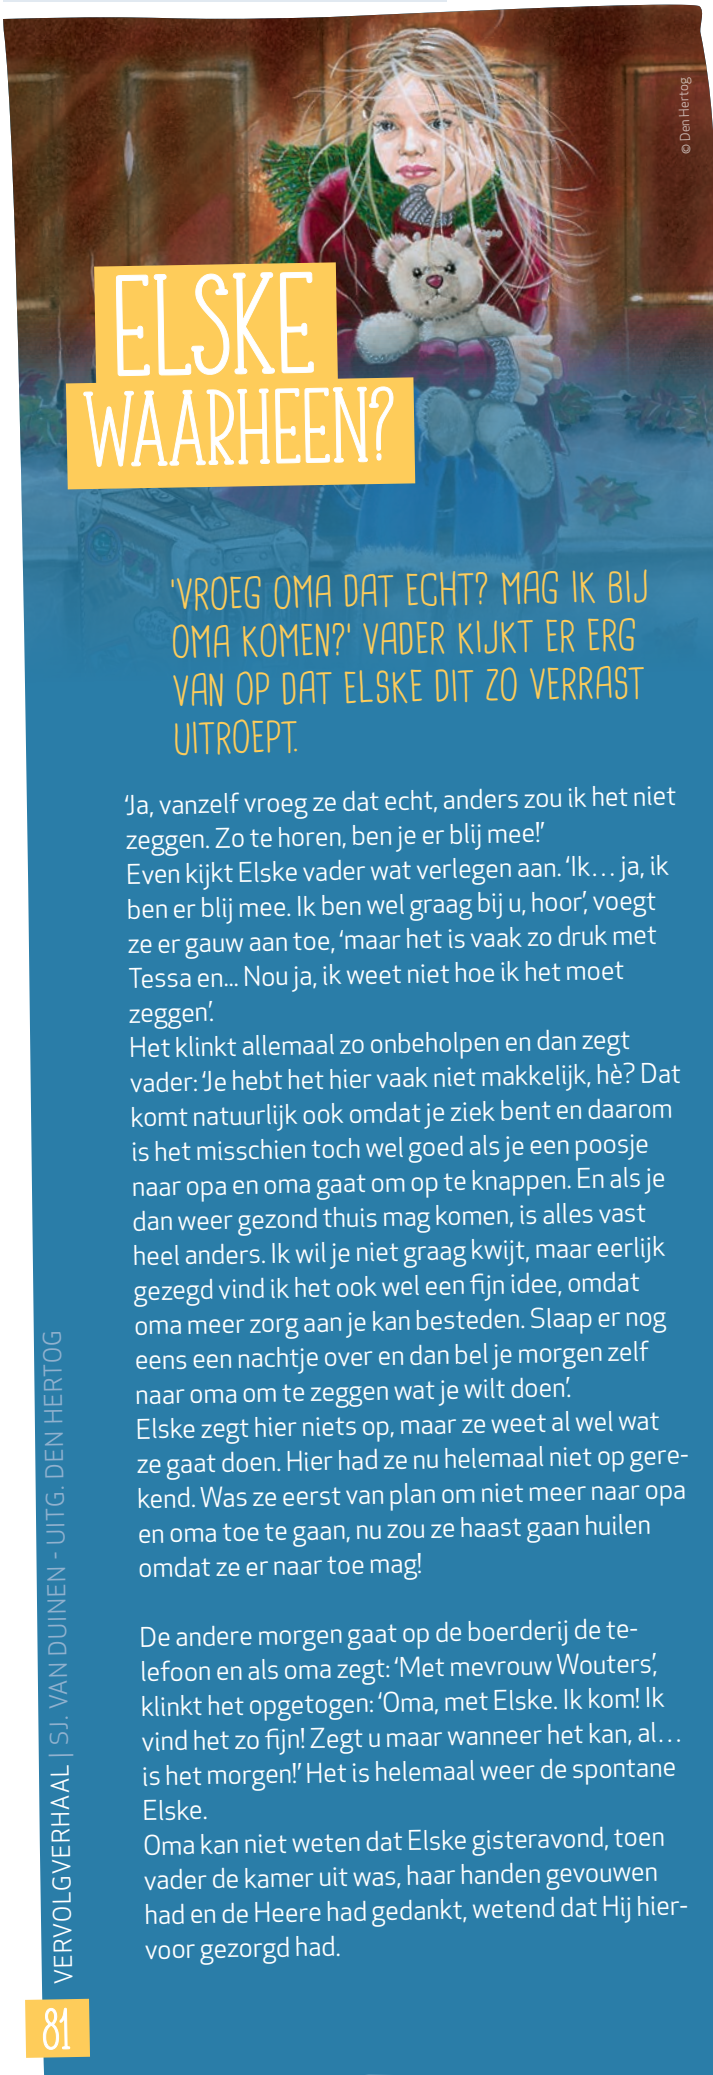 © Den Hertog
ELSKE
WAARHEEN?
'VROEG OMA DAT ECHT? MAG IK BIJ
OMA KOMEN?' VADER KIJKT ER ERG
VAN OP DAT ELSKE DIT ZO VERRAST
UITROEPT.
‘Ja, vanzelf vroeg ze dat echt, anders zou ik het niet
zeggen. Zo te horen, ben je er blij mee!’
Even kijkt Elske vader wat verlegen aan. ‘Ik… ja, ik
ben er blij mee. Ik ben wel graag bij u, hoor’, voegt
ze er gauw aan toe, ‘maar het is vaak zo druk met
Tessa en... Nou ja, ik weet niet hoe ik het moet
zeggen’.
Het klinkt allemaal zo onbeholpen en dan zegt
vader: ‘Je hebt het hier vaak niet makkelijk, hè? Dat
komt natuurlijk ook omdat je ziek bent en daarom
is het misschien toch wel goed als je een poosje
naar opa en oma gaat om op te knappen. En als je
dan weer gezond thuis mag komen, is alles vast
heel anders. Ik wil je niet graag kwijt, maar eerlijk
gezegd vind ik het ook wel een fijn idee, omdat
oma meer zorg aan je kan besteden. Slaap er nog
eens een nachtje over en dan bel je morgen zelf
naar oma om te zeggen wat je wilt doen’.
Elske zegt hier niets op, maar ze weet al wel wat
ze gaat doen. Hier had ze nu helemaal niet op gere-
kend. Was ze eerst van plan om niet meer naar opa
en oma toe te gaan, nu zou ze haast gaan huilen
omdat ze er naar toe mag!
De andere morgen gaat op de boerderij de te-
lefoon en als oma zegt: ‘Met mevrouw Wouters’,
klinkt het opgetogen: ‘Oma, met Elske. Ik kom! Ik
vind het zo fijn! Zegt u maar wanneer het kan, al…
is het morgen!’ Het is helemaal weer de spontane
Elske.
Oma kan niet weten dat Elske gisteravond, toen
vader de kamer uit was, haar handen gevouwen
had en de Heere had gedankt, wetend dat Hij hier-
voor gezorgd had.
VERVOLGVERHAAL | SJ. VAN DUINEN - UITG. DEN HERTOG
81